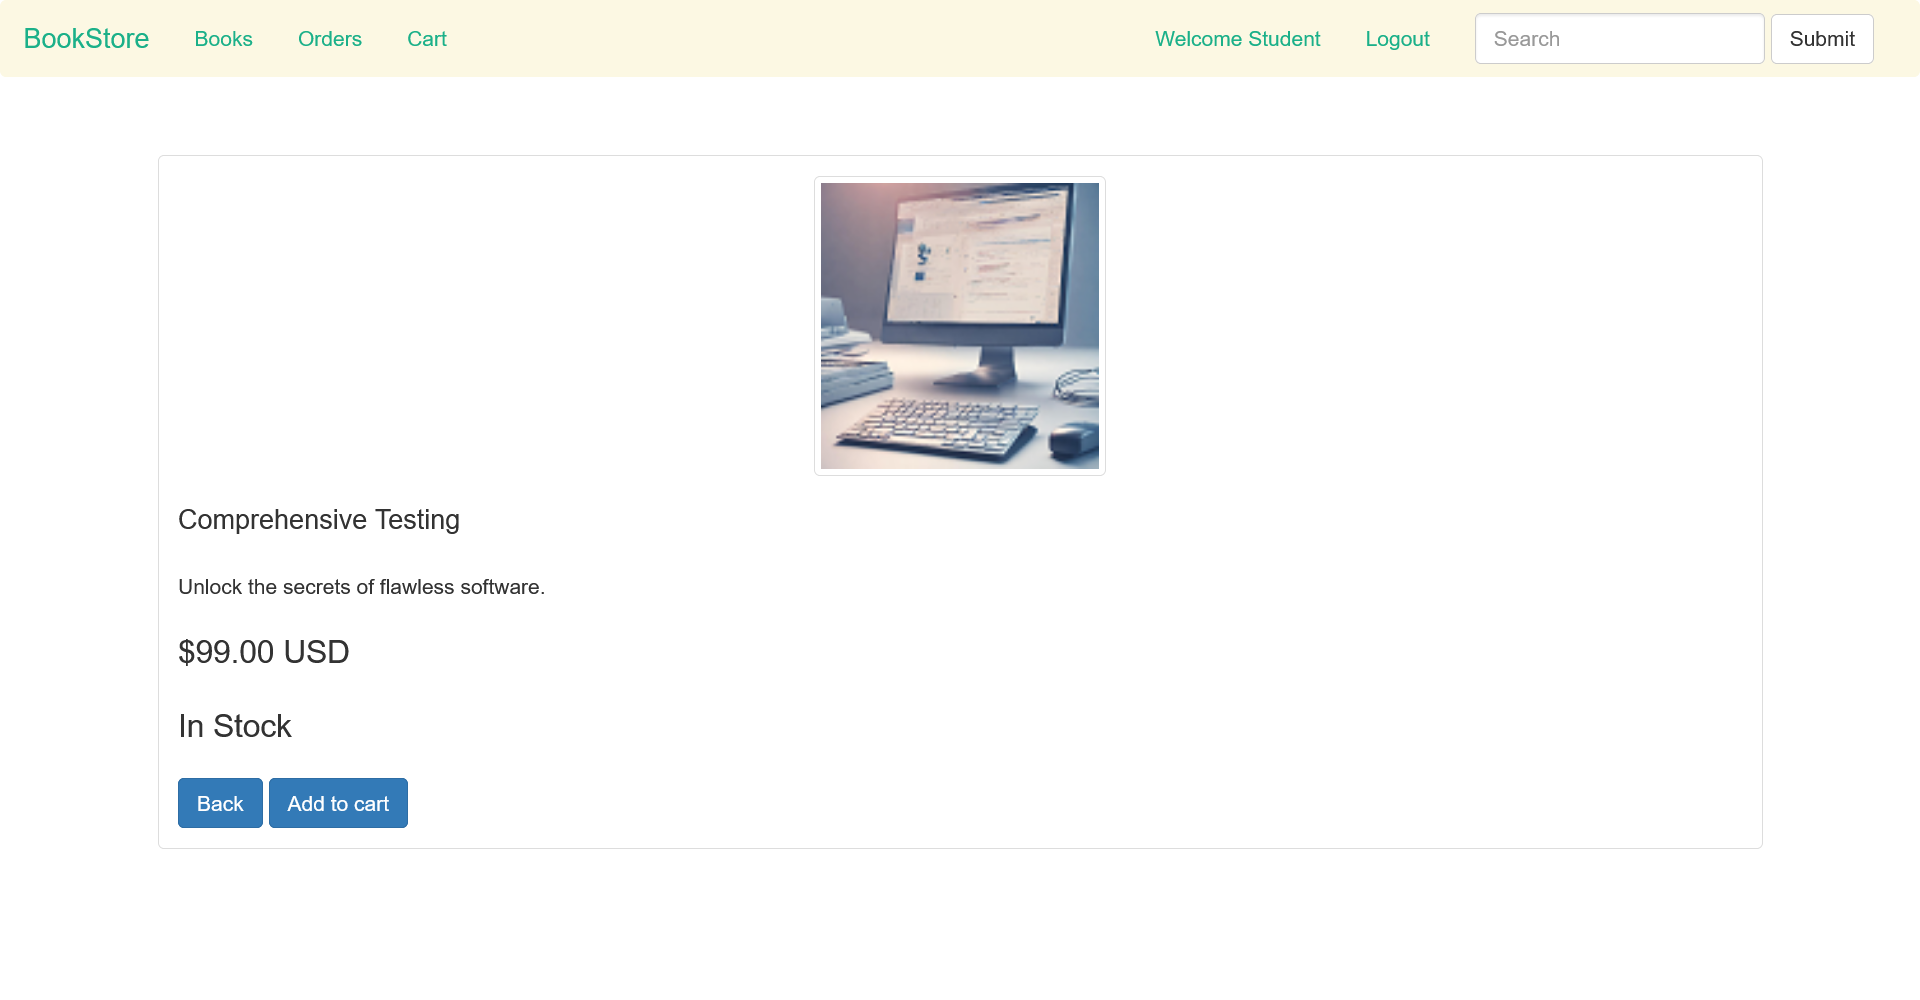 BookStore Books Orders Cart Welcome Student Logout Search Submit
Comprehensive Testing
Unlock the secrets of flawless software.
$99.00 USD
In Stock
Back Add to cart